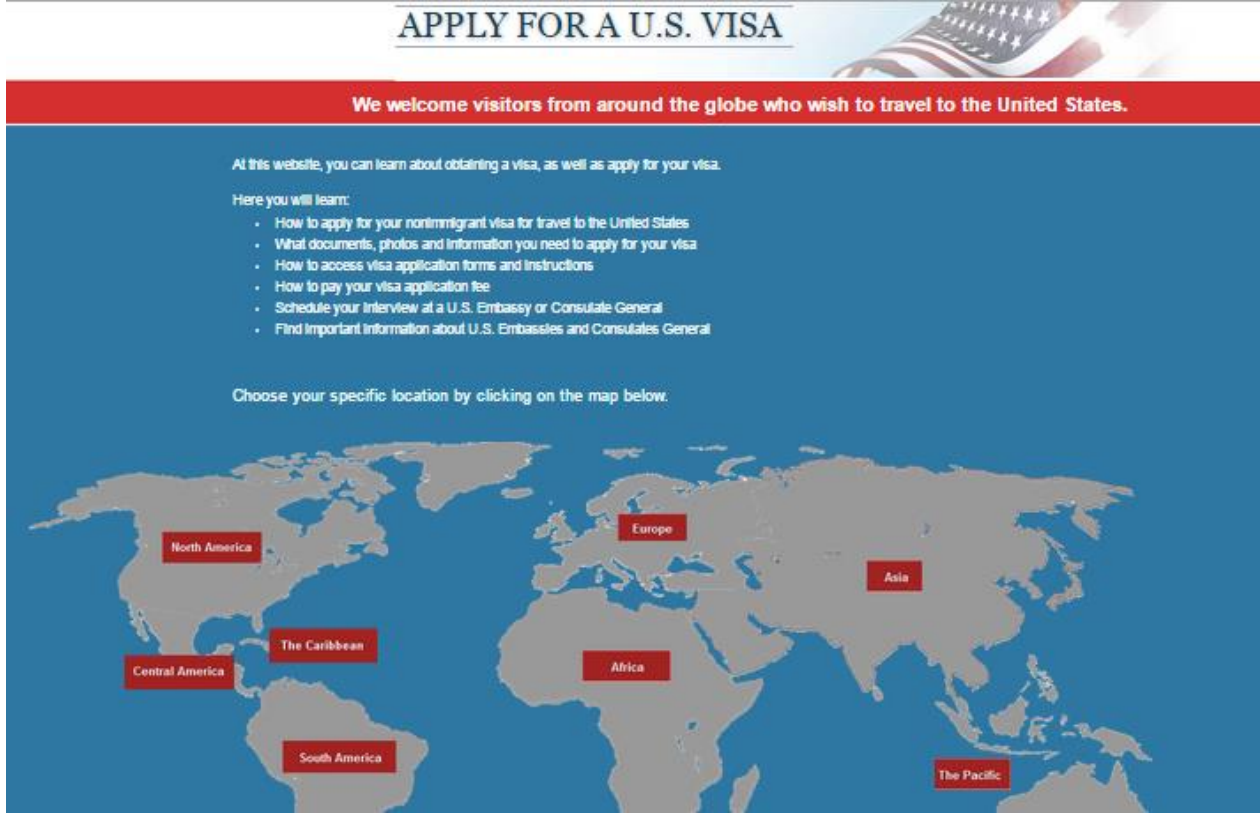 APPLY FOR A U.S. VISA
We welcome visitors from around the globe who wish to travel to the United States.
At this website, you can learn about obtaining a visa, as well as apply for your visa.
Here you will learn:
• How to apply for your nonimmigrant visa for travel to the United States
• What documents, photos and information you need to apply for your visa
• How to access visa application forms and instructions
• How to pay your visa application fee
• Schedule your interview at a U.S. Embassy or Consulate General
• Find important information about U.S. Embassies and Consulates General
Choose your specific location by clicking on the map below.
Europe
North America
Asia
The Caribbean
Central America
Africa
South America
The Pacific